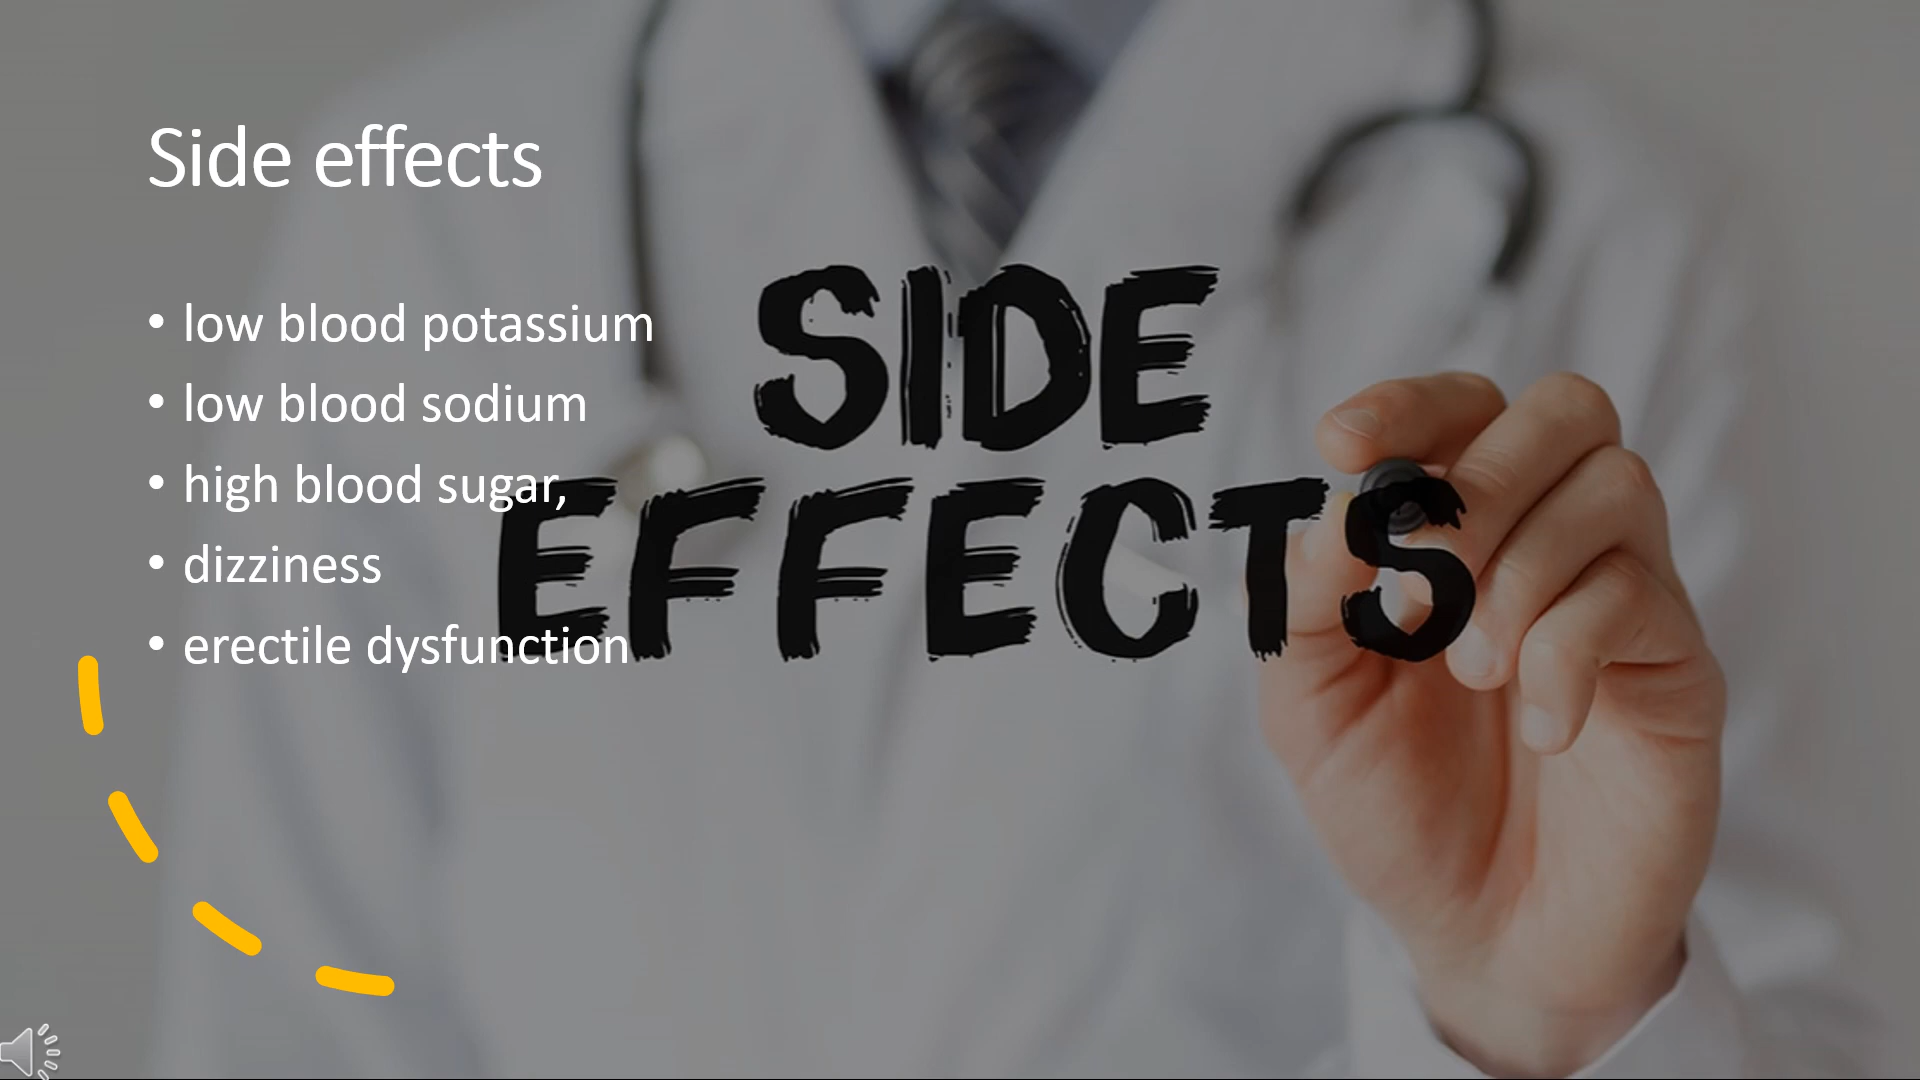 Side effects
• low blood potassium
• low blood sodium
• high blood sugar,
• dizziness
• erectile dysfunction
SIDE
EFFECTS